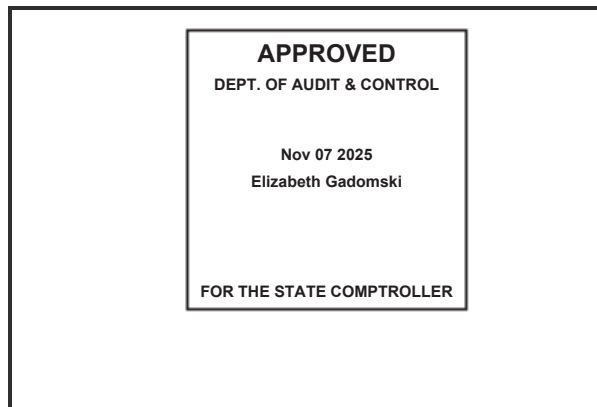 APPROVED
DEPT. OF AUDIT & CONTROL
Nov 07 2025
Elizabeth Gadomski
FOR THE STATE COMPTROLLER